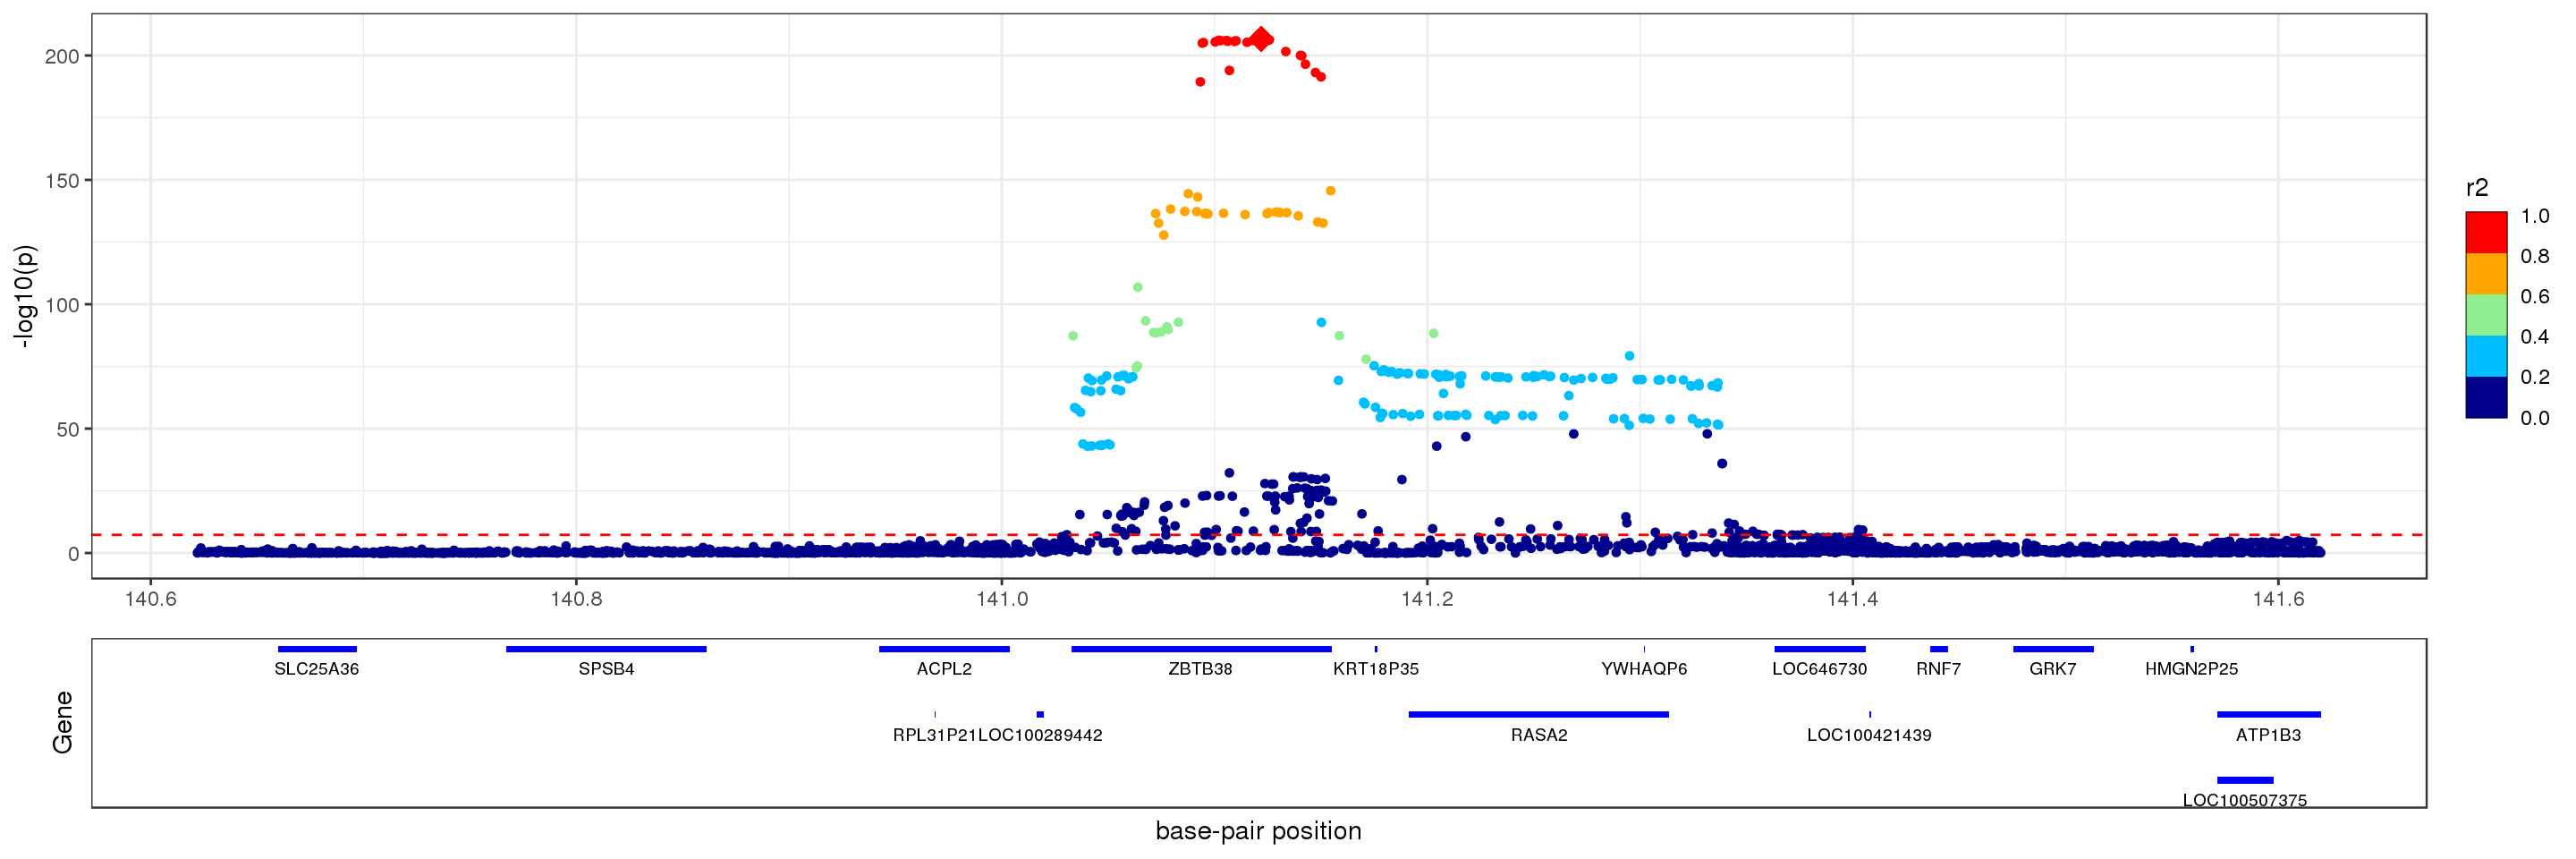 -log10(p)
200
150
100
50
0
140.6 140.8 141.0 141.2 141.4 141.6
r2
1.0
0.8
0.6
0.4
0.2
0.0
Gene
SLC25A36 SPSB4 ACPL2 ZBTB38 KRT18P35 YWHAQP6 LOC646730 RNF7 GRK7 HMGN2P25
RPL31P21LOC100289442 RASA2 LOC100421439 ATP1B3
LOC100507375
base-pair position